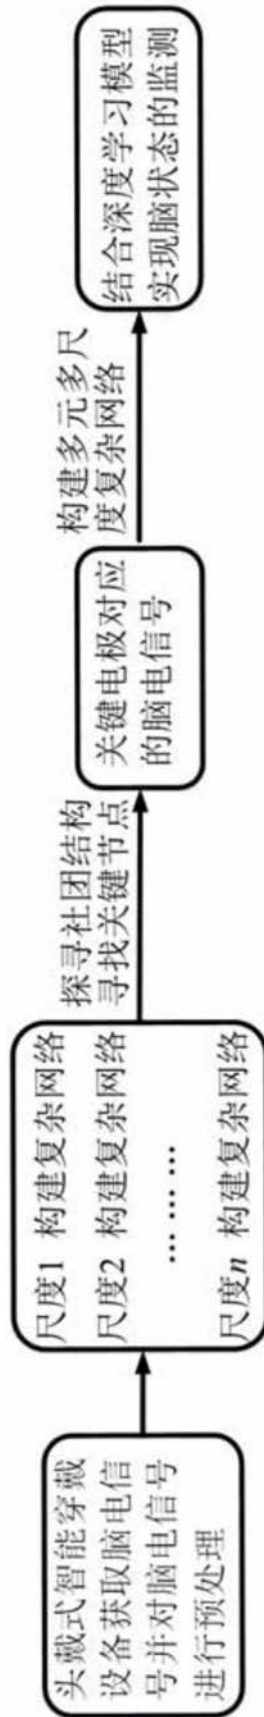 头戴式智能穿戴
设备获取脑电信
号并对脑电信号
进行预处理
尺度1 构建复杂网络
尺度2 构建复杂网络
… … …
尺度n 构建复杂网络
探寻社团结构
寻找关键节点
关键电极对应
的脑电信号
构建多元多尺
度复杂网络
结合深度学习模型
实现脑状态的监测